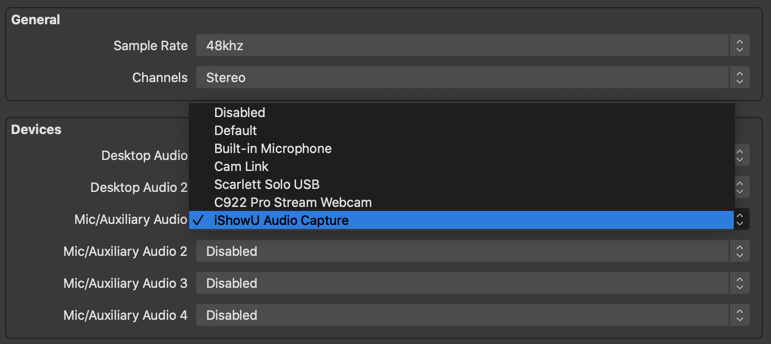 General
Sample Rate 48khz
Channels Stereo
Disabled
Devices Default
Built-in Microphone
Desktop Audio
Cam Link
Desktop Audio 2 Scarlett Solo USB
C922 Pro Stream Webcam
Mic/Auxiliary Audio ✓ iShowU Audio Capture
Mic/Auxiliary Audio 2 Disabled
Mic/Auxiliary Audio 3 Disabled
Mic/Auxiliary Audio 4 Disabled